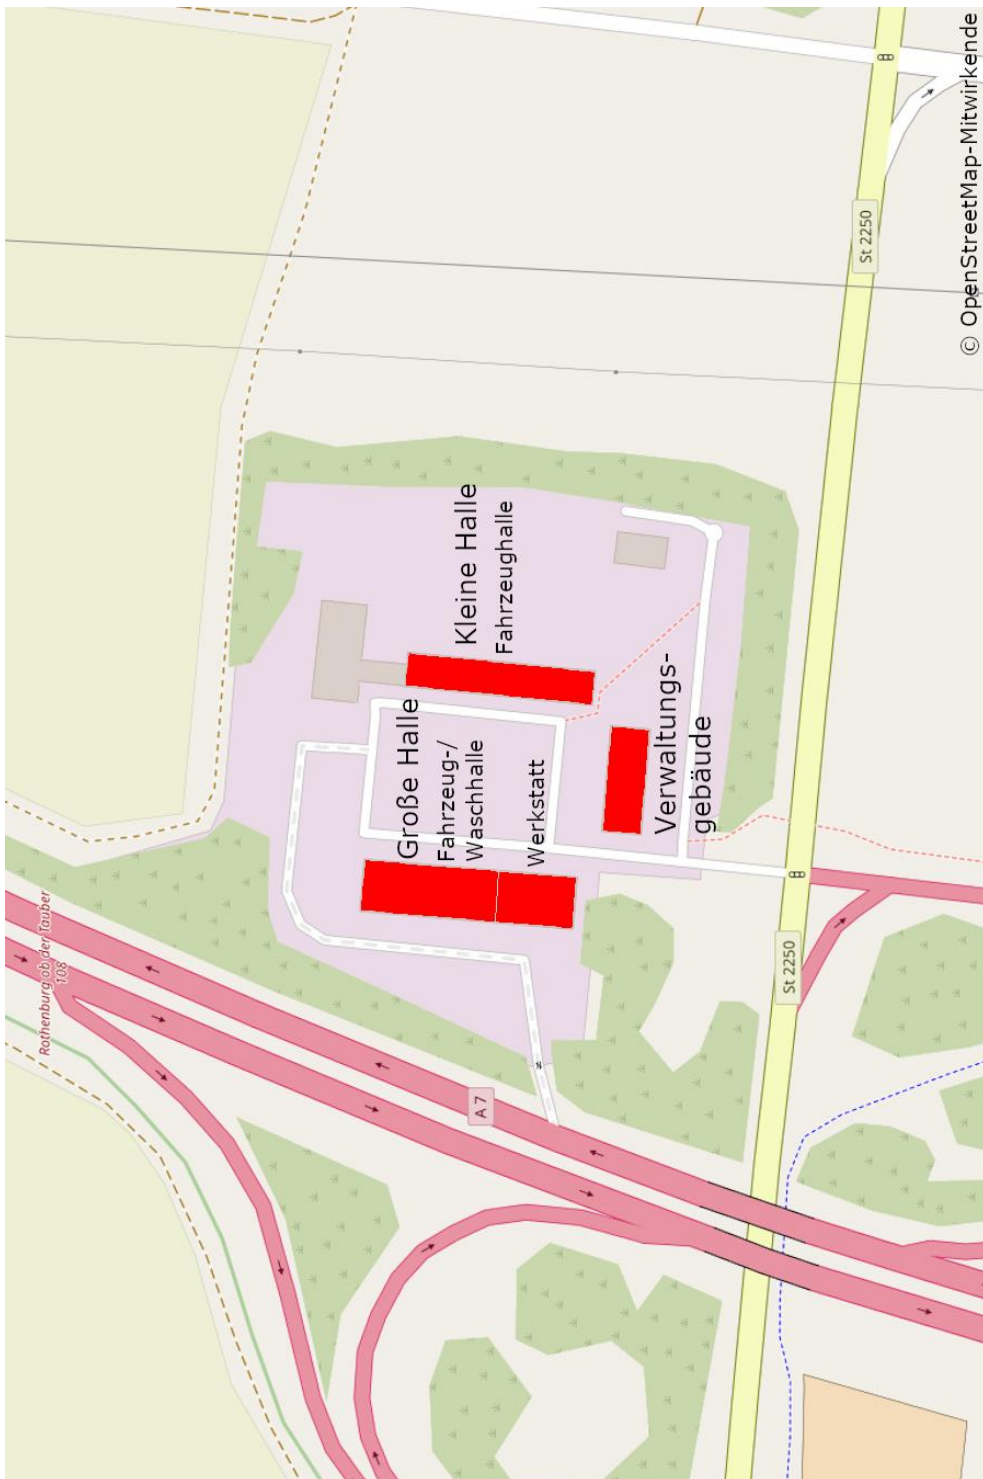 © OpenStreetMap-Mitwirkende
St 2250
Kleine Halle
Fahrzeughalle
Große Halle
Fahrzeug-/
Waschhalle
Werkstatt
Verwaltungs-
gebäude
St 2250
Rothenburg ob der Tauber
108
A 7